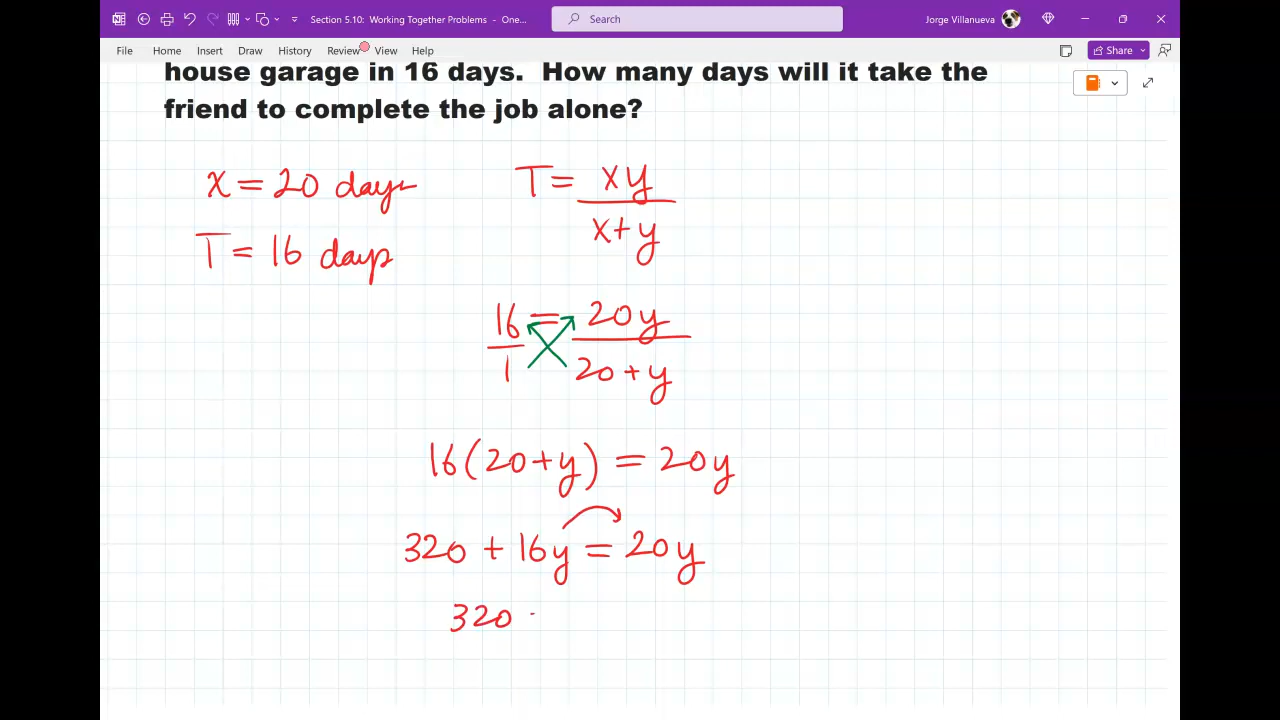 Section 5.10: Working Together Problems - One...
Search
Jorge Villanueva
File Home Insert Draw History Review View Help
Share
house garage in 16 days. How many days will it take the
friend to complete the job alone?
x = 20 days
T = 16 days
T = xy
x + y
16 = 20y
1 20 + y
16(20+y) = 20y
320 + 16y = 20y
320